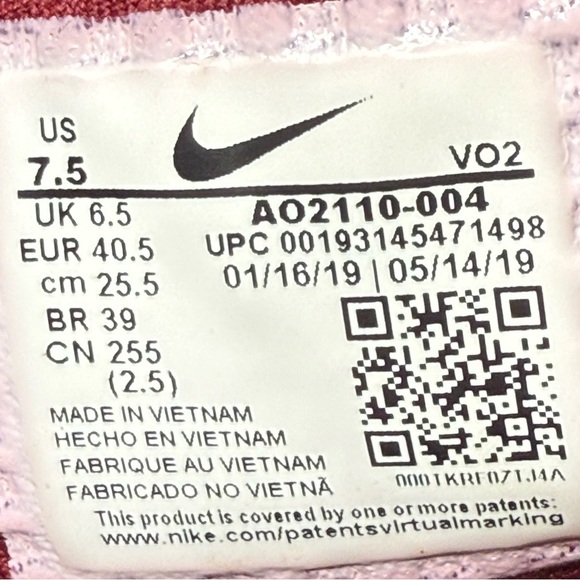 US
7.5
VO2
UK 6.5
AO2110-004
EUR 40.5
UPC 00193145471498
cm 25.5
01/16/19 | 05/14/19
BR 39
CN 255
(2.5)
MADE IN VIETNAM
HECHO EN VIETNAM
FABRIQUE AU VIETNAM
FABRICADO NO VIETNÃ
This product is covered by one or more patents:
www.nike.com/patentsvirtualmarking